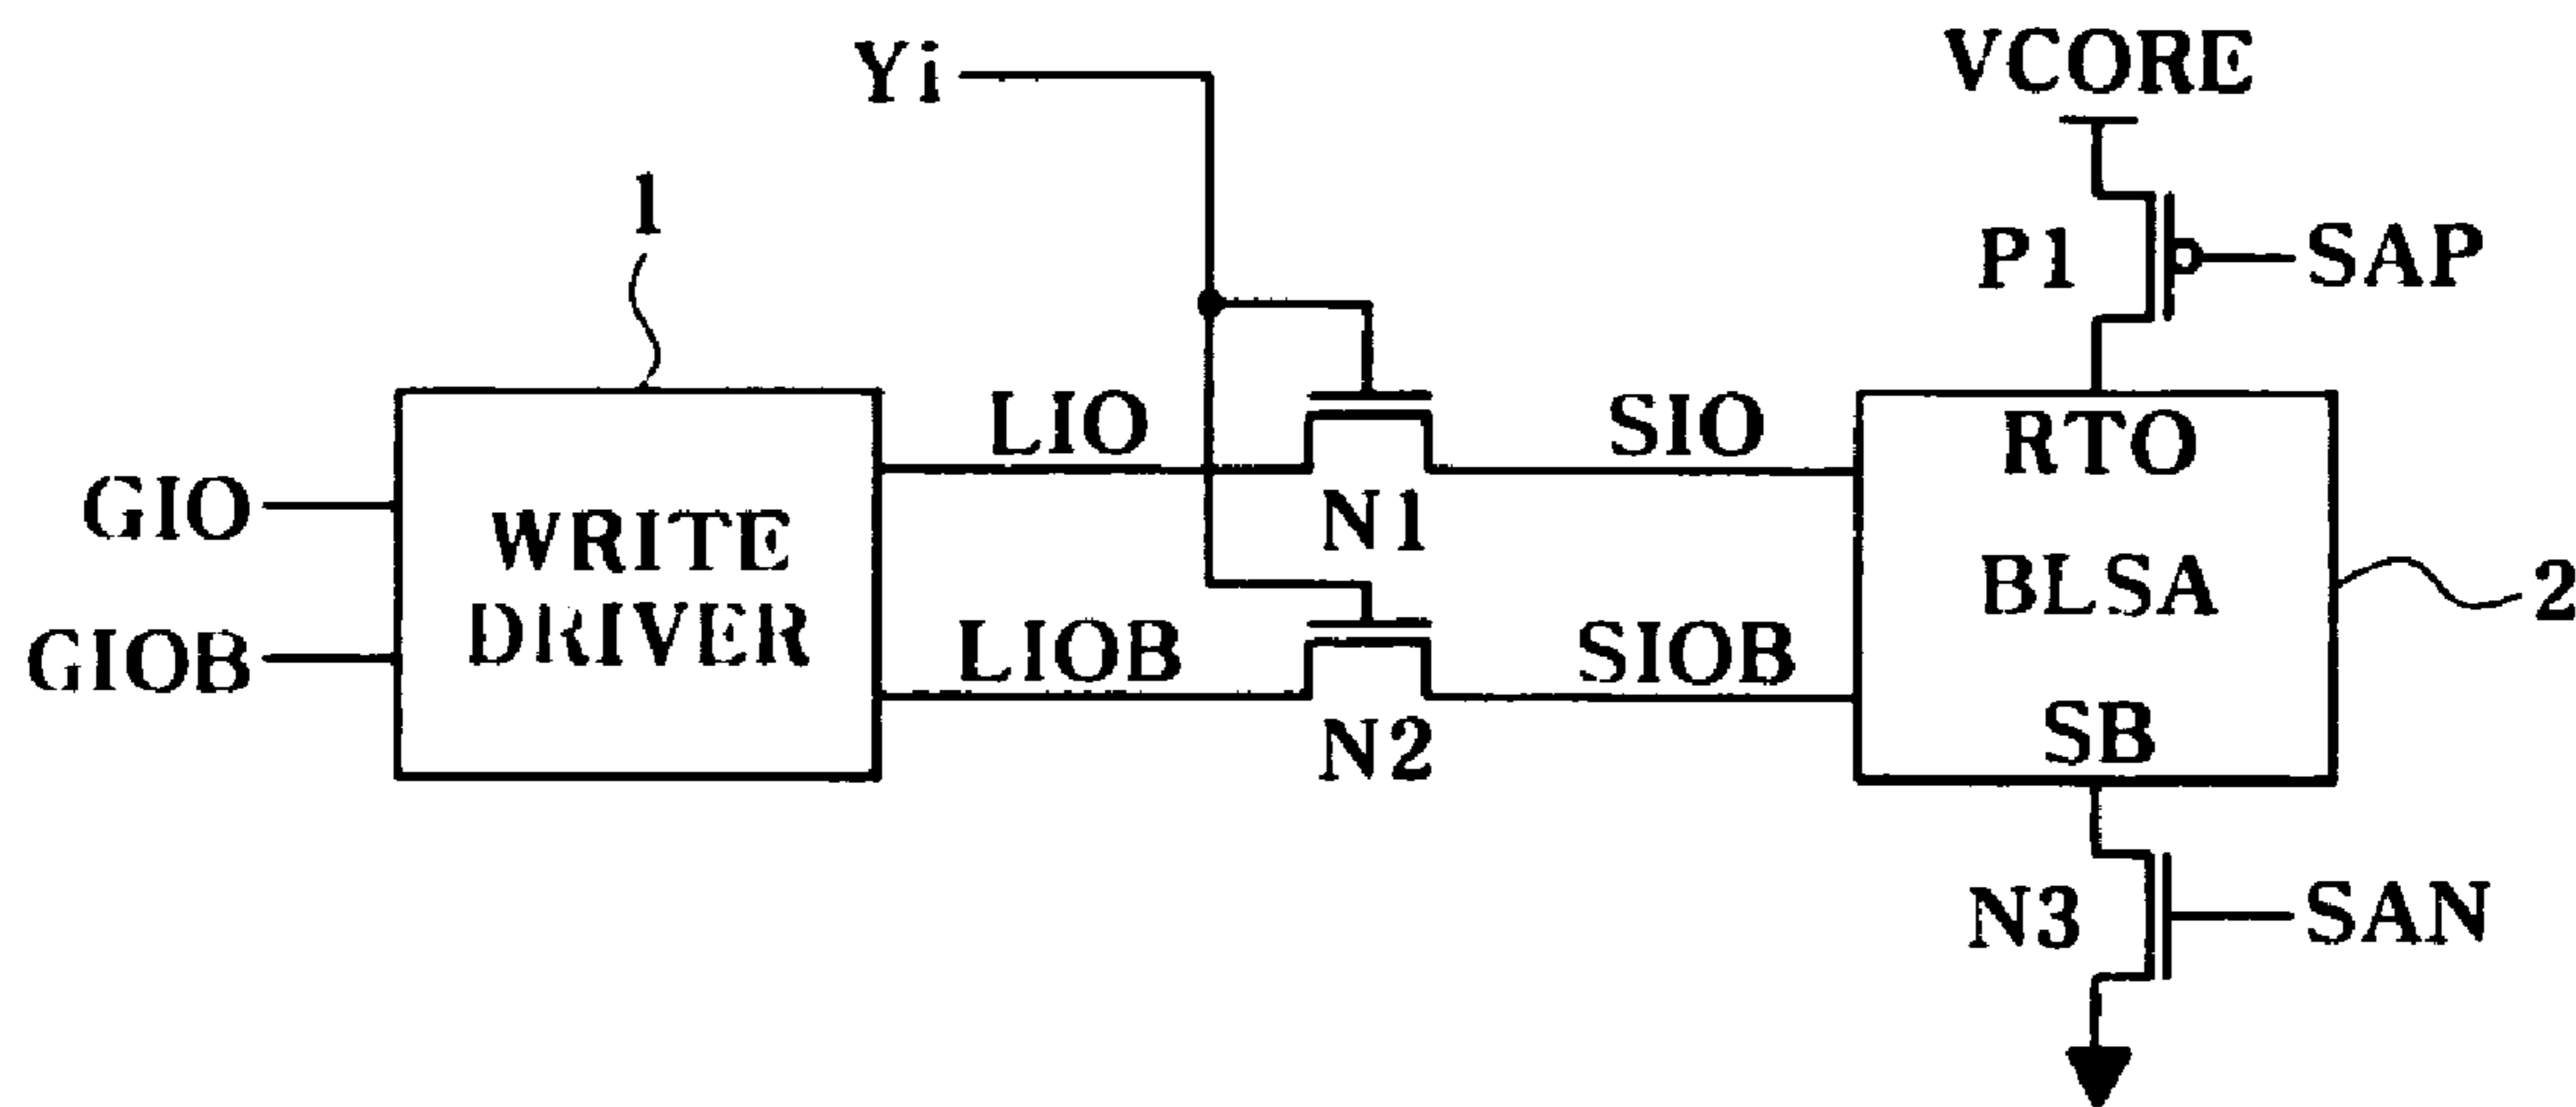 Yi
VCORE
1
P1
SAP
LIO
SIO
RTO
GIO
WRITE
DRIVER
N1
BLSA
2
GIOB
LIOB
SIOB
SB
N2
N3
SAN